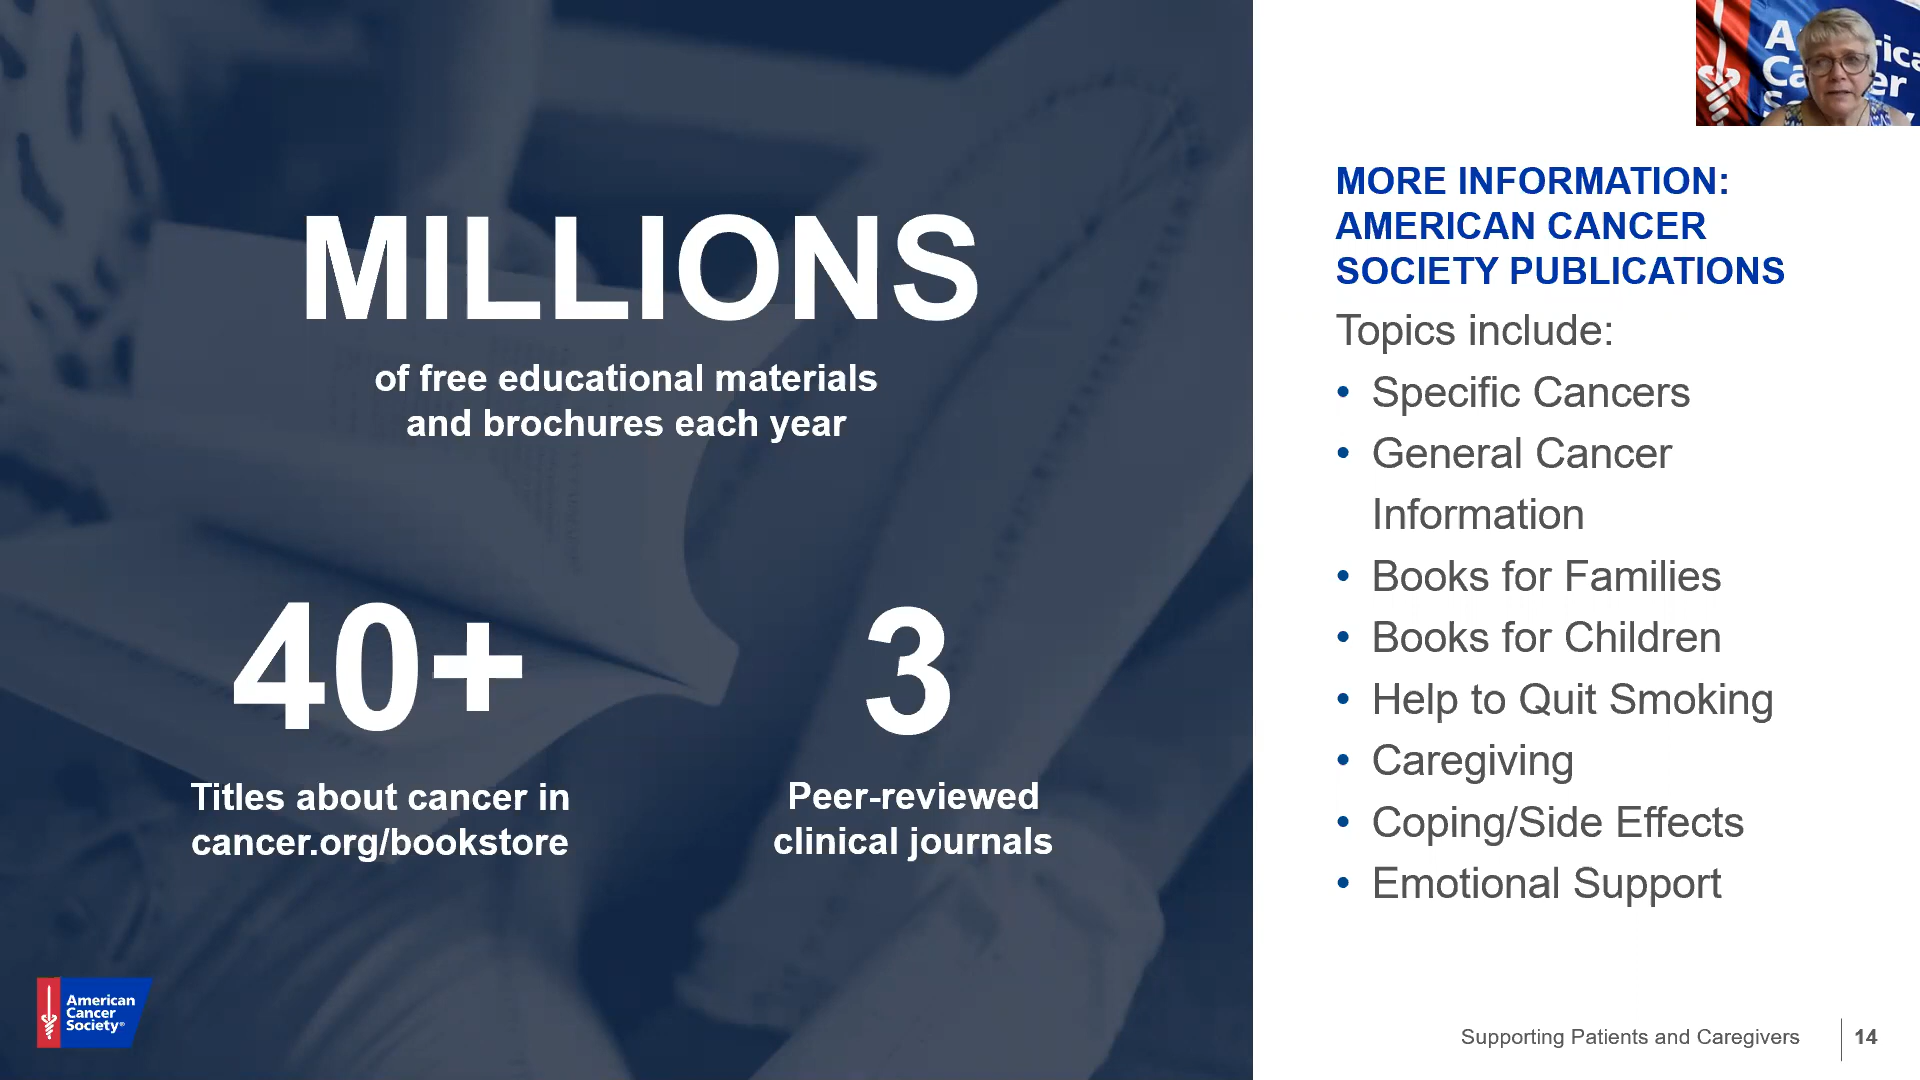 MILLIONS
of free educational materials
and brochures each year
40+
Titles about cancer in
cancer.org/bookstore
3
Peer-reviewed
clinical journals
American
Cancer
Society®
MORE INFORMATION:
AMERICAN CANCER
SOCIETY PUBLICATIONS
Topics include:
• Specific Cancers
• General Cancer
Information
• Books for Families
• Books for Children
• Help to Quit Smoking
• Caregiving
• Coping/Side Effects
• Emotional Support
Supporting Patients and Caregivers
14